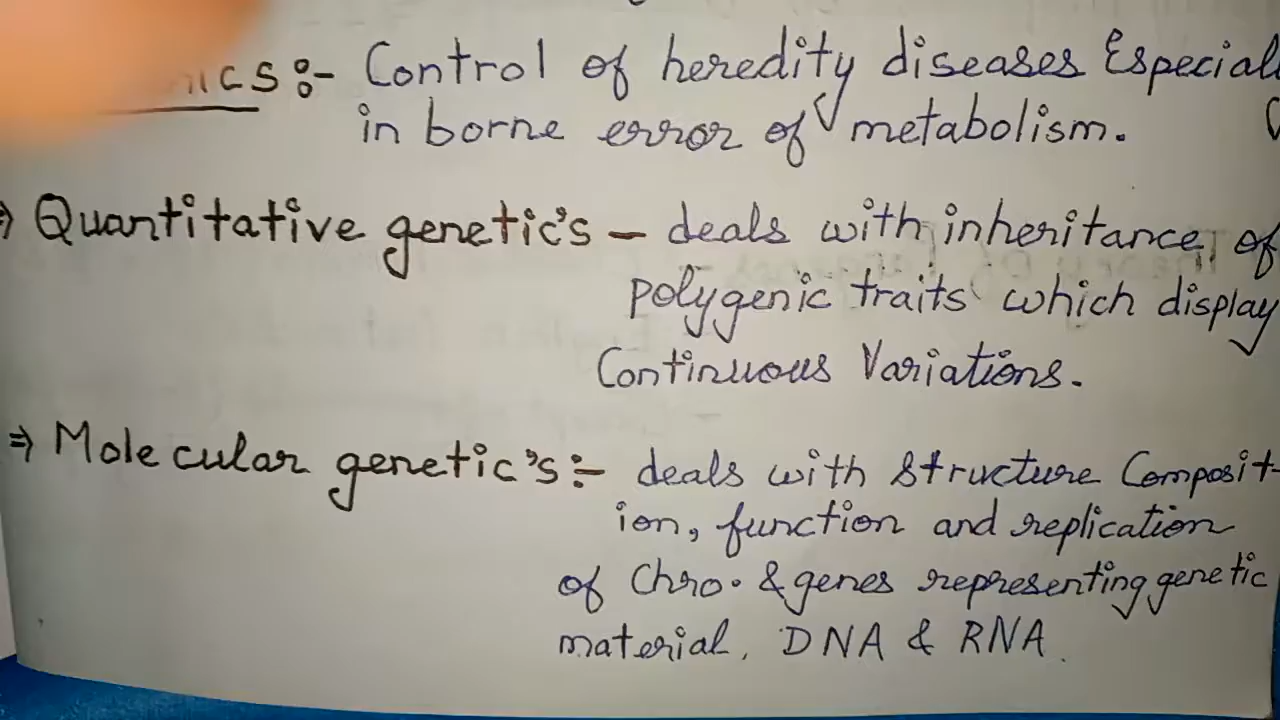 Control of heredity diseases Especial
in borne error of metabolism.
⇒ Quantitative genetic's – deals with inheritance of
polygenic traits which display
Continuous Variations.
⇒ Molecular genetic's:- deals with Structure Composit-
ion, function and replication
of Chro. & genes representing genetic
material, DNA & RNA.